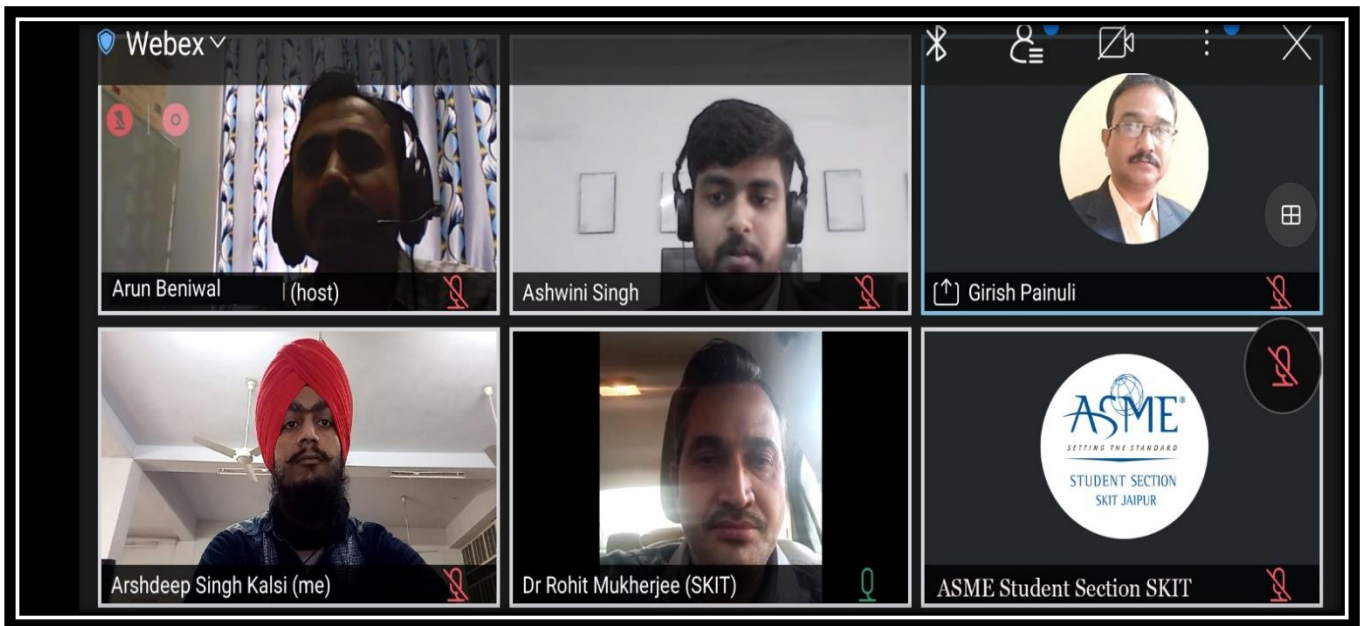 Webex
Arun Beniwal (host)
Ashwini Singh
Girish Painuli
Arshdeep Singh Kalsi (me)
Dr Rohit Mukherjee (SKIT)
ASME®
SETTING THE STANDARD
STUDENT SECTION
SKIT JAIPUR
ASME Student Section SKIT